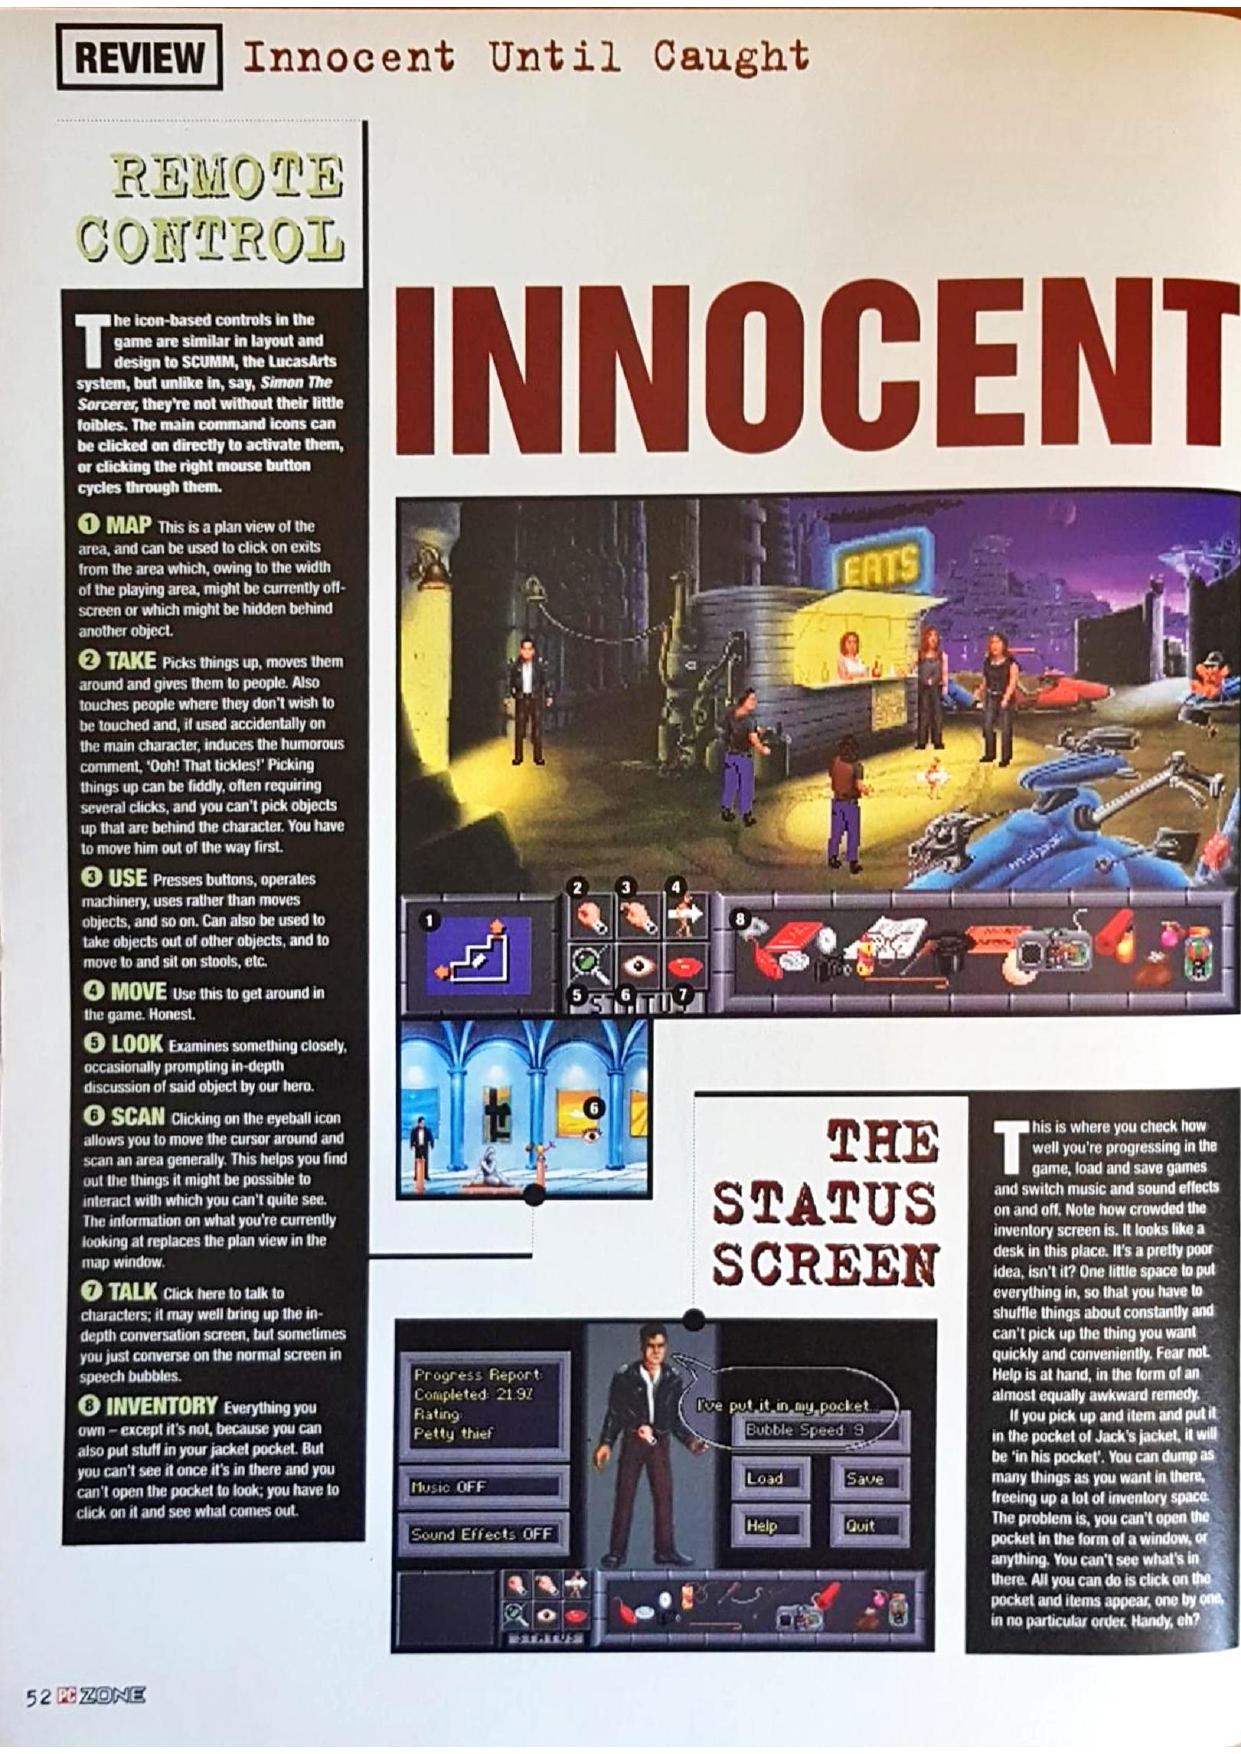 REVIEW Innocent Until Caught
REMOTE
CONTROL
The icon-based controls in the
game are similar in layout and
design to SCUMM, the LucasArts
system, but unlike in, say, Simon The
Sorcerer, they're not without their little
foibles. The main command icons can
be clicked on directly to activate them,
or clicking the right mouse button
cycles through them.
1 MAP This is a plan view of the
area, and can be used to click on exits
from the area which, owing to the width
of the playing area, might be currently off-
screen or which might be hidden behind
another object.
2 TAKE Picks things up, moves them
around and gives them to people. Also
touches people where they don't wish to
be touched and, if used accidentally on
the main character, induces the humorous
comment, 'Ooh! That tickles!' Picking
things up can be fiddly, often requiring
several clicks, and you can't pick objects
up that are behind the character. You have
to move him out of the way first.
3 USE Presses buttons, operates
machinery, uses rather than moves
objects, and so on. Can also be used to
take objects out of other objects, and to
move to and sit on stools, etc.
4 MOVE Use this to get around in
the game. Honest.
5 LOOK Examines something closely,
occasionally prompting in-depth
discussion of said object by our hero.
6 SCAN Clicking on the eyeball icon
allows you to move the cursor around and
scan an area generally. This helps you find
out the things it might be possible to
interact with which you can't quite see.
The information on what you're currently
looking at replaces the plan view in the
map window.
7 TALK Click here to talk to
characters; it may well bring up the in-
depth conversation screen, but sometimes
you just converse on the normal screen in
speech bubbles.
8 INVENTORY Everything you
own – except it's not, because you can
also put stuff in your jacket pocket. But
you can't see it once it's in there and you
can't open the pocket to look; you have to
click on it and see what comes out.
INNOCENT
EATS
1
2 3 4
8
5 6 7
STATUS
6
THE
STATUS
SCREEN
Progress Report:
Completed: 21.9%
Rating:
Petty thief
Music OFF
Sound Effects OFF
I've put it in my pocket...
Bubble Speed: 9
Load Save
Help Quit
STATUS
This is where you check how
well you're progressing in the
game, load and save games
and switch music and sound effects
on and off. Note how crowded the
inventory screen is. It looks like a
desk in this place. It's a pretty poor
idea, isn't it? One little space to put
everything in, so that you have to
shuffle things about constantly and
can't pick up the thing you want
quickly and conveniently. Fear not.
Help is at hand, in the form of an
almost equally awkward remedy.
If you pick up and item and put it
in the pocket of Jack's jacket, it will
be 'in his pocket'. You can dump as
many things as you want in there,
freeing up a lot of inventory space.
The problem is, you can't open the
pocket in the form of a window, or
anything. You can't see what's in
there. All you can do is click on the
pocket and items appear, one by one,
in no particular order. Handy, eh?
52 PC ZONE